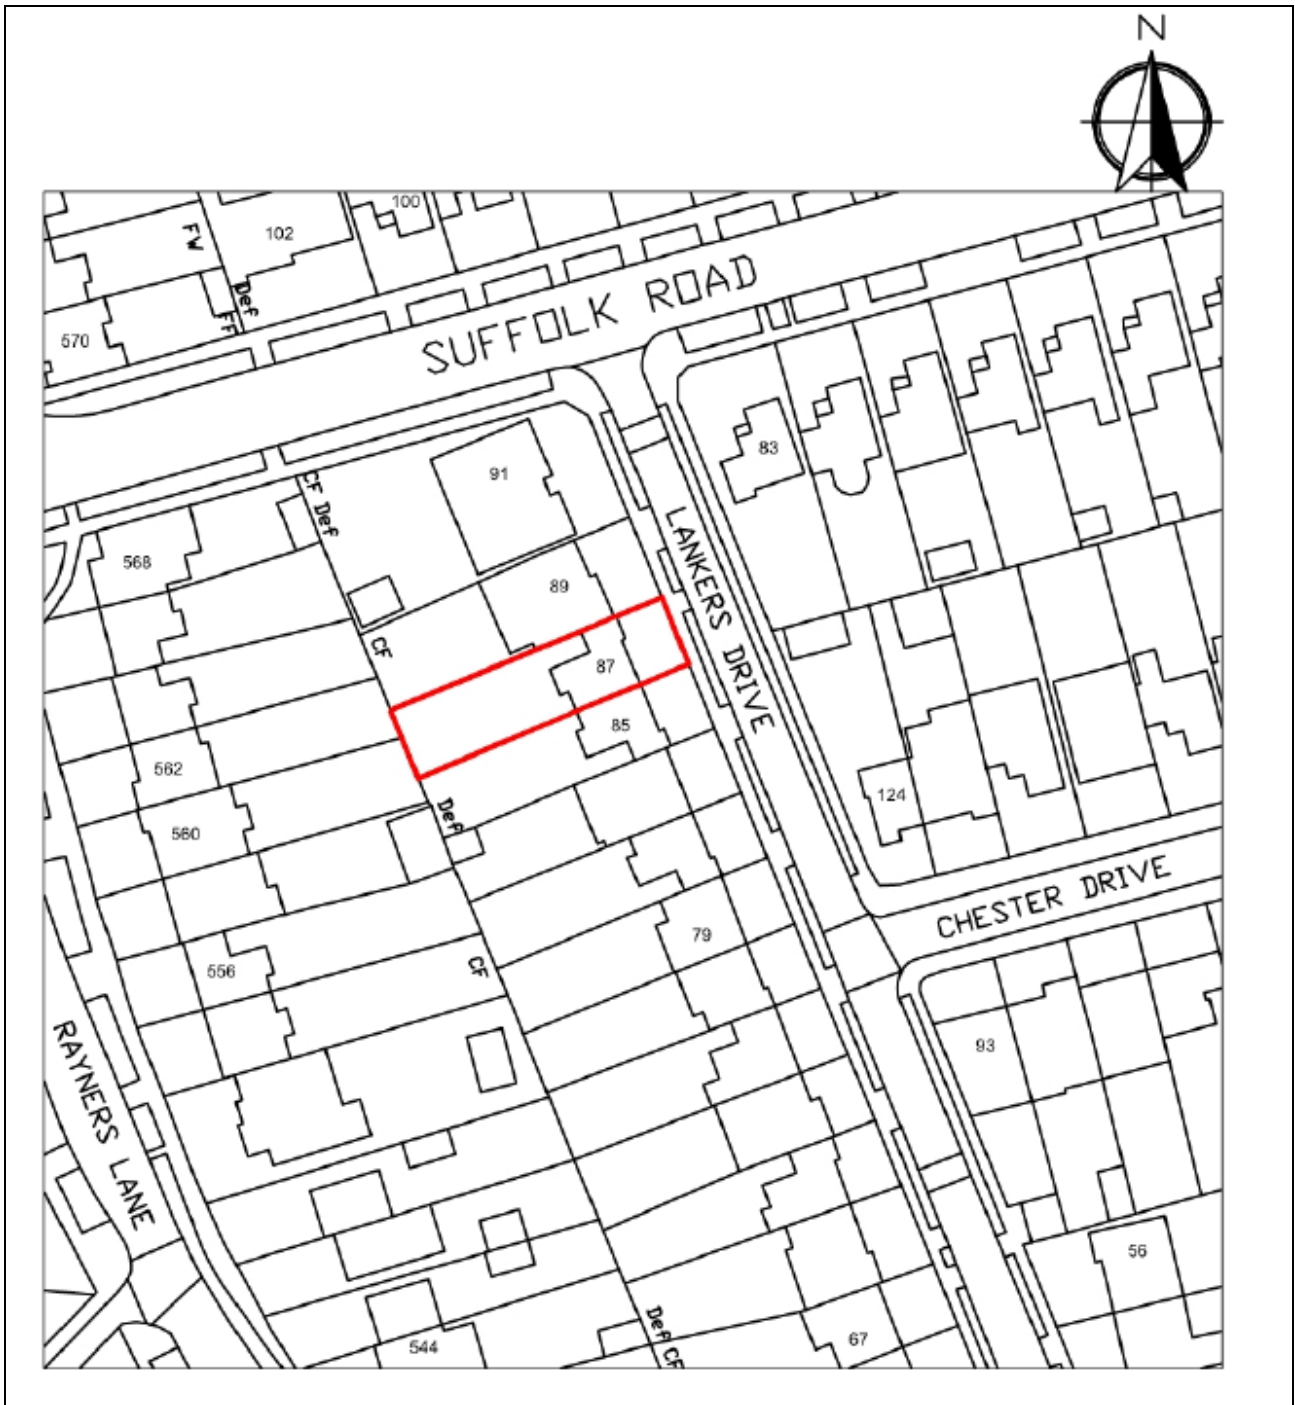 N
100
102
FW
Def
FF
570
SUFFOLK ROAD
83
91
CF Def
568
89
LANKERS DRIVE
CF
87
85
562
124
Def
560
CHESTER DRIVE
79
556
CF
93
RAYNERS LANE
56
Def
CF
67
544